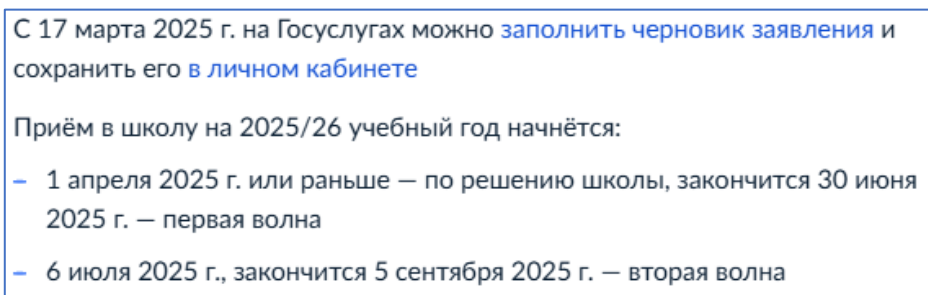 С 17 марта 2025 г. на Госуслугах можно заполнить черновик заявления и
сохранить его в личном кабинете
Приём в школу на 2025/26 учебный год начнётся:
– 1 апреля 2025 г. или раньше — по решению школы, закончится 30 июня
2025 г. — первая волна
– 6 июля 2025 г., закончится 5 сентября 2025 г. — вторая волна